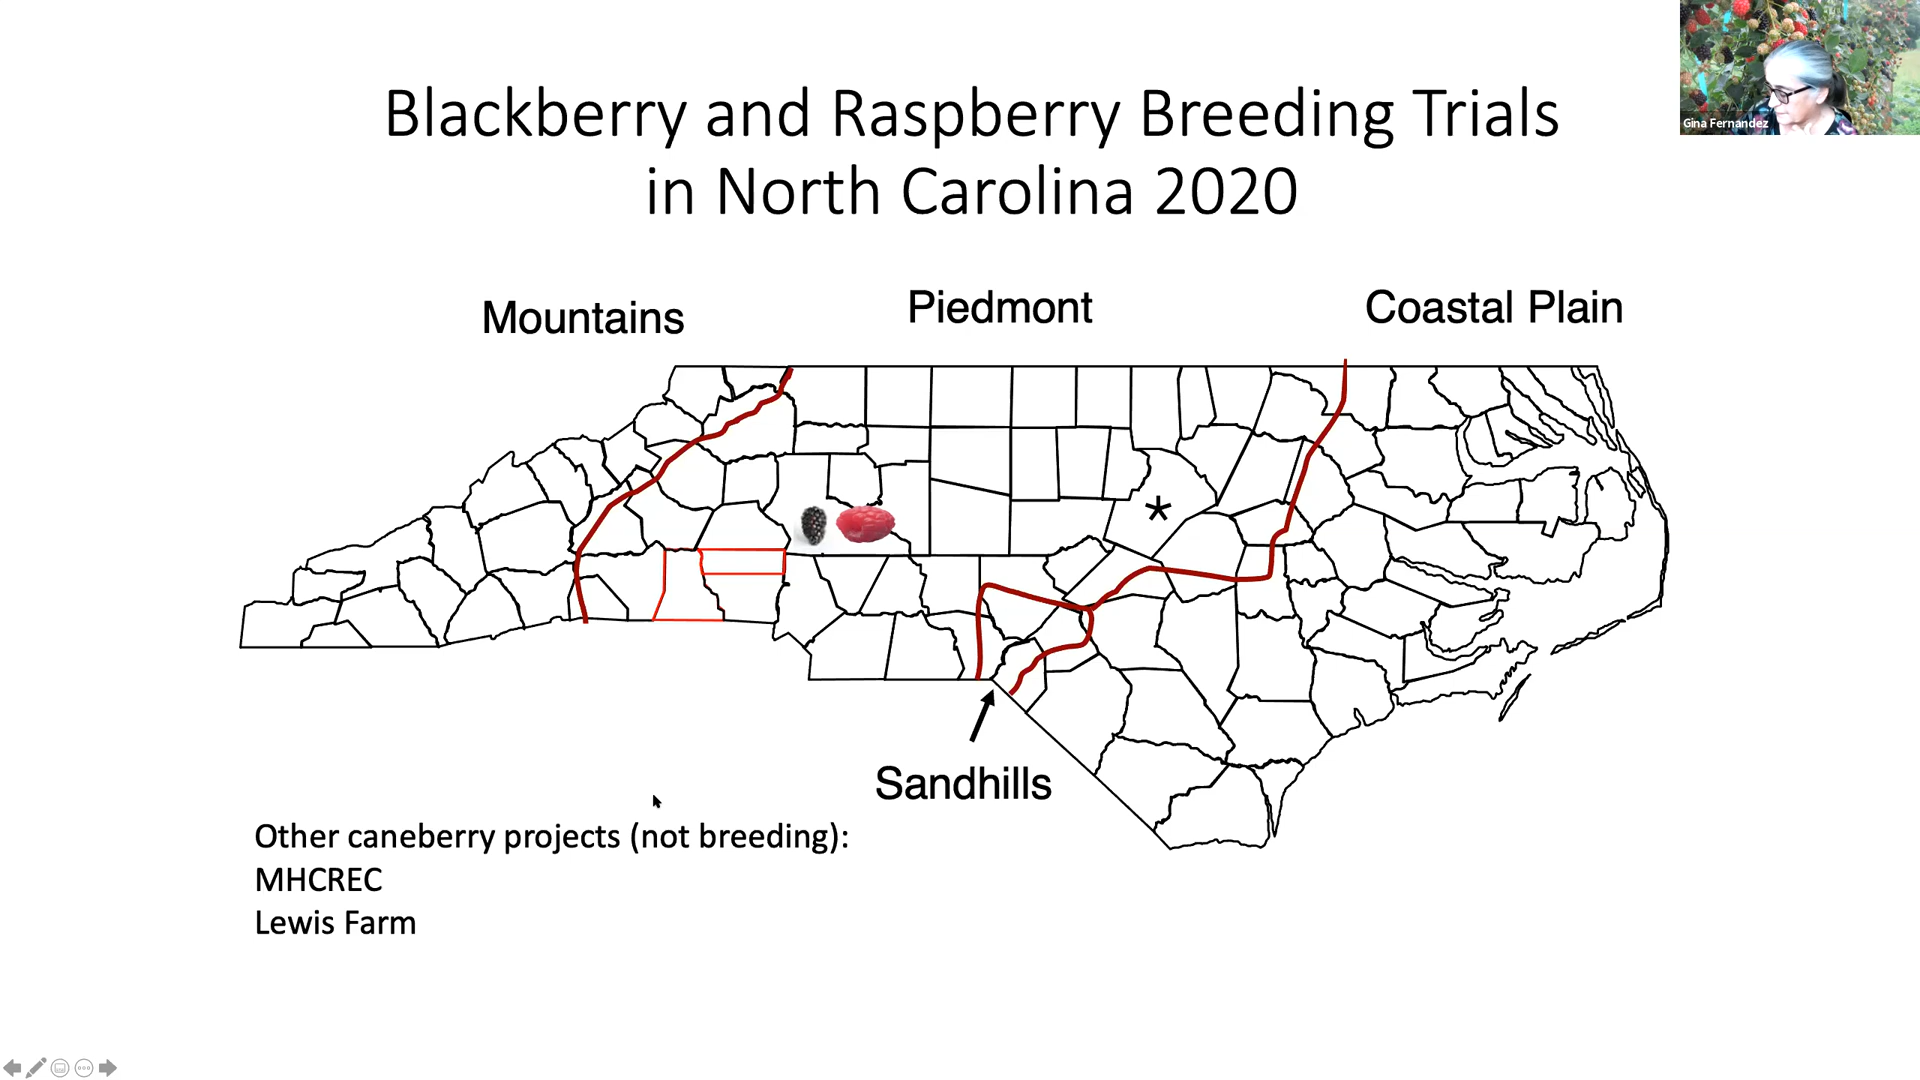 Blackberry and Raspberry Breeding Trials
in North Carolina 2020
Gina Fernandez
Mountains
Piedmont
Coastal Plain
*
Sandhills
Other caneberry projects (not breeding):
MHCREC
Lewis Farm